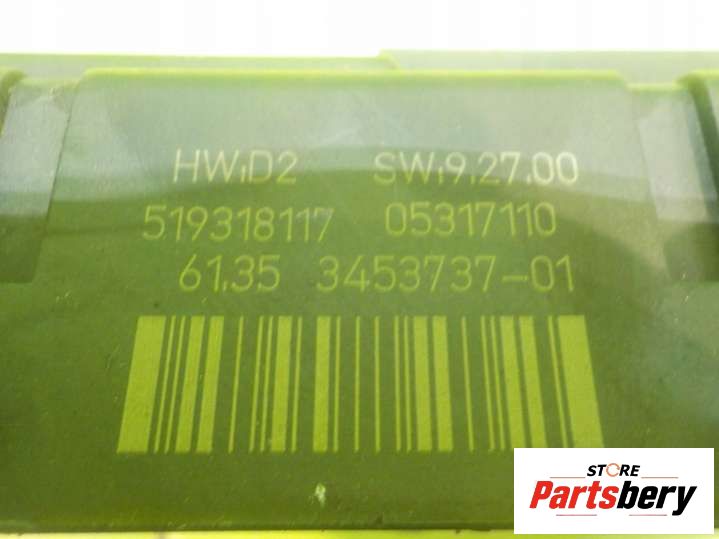 HW:D2 SW:9.27.00
519318117 05317110
61.35 3453737-01
STORE
Partsbery